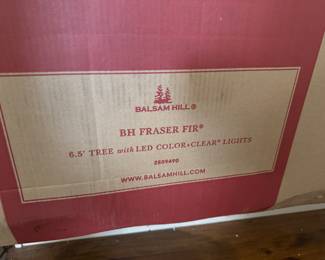 BALSAM HILL®
BH FRASER FIR®
6.5' TREE with LED COLOR+CLEAR® LIGHTS
2809490
WWW.BALSAMHILL.COM